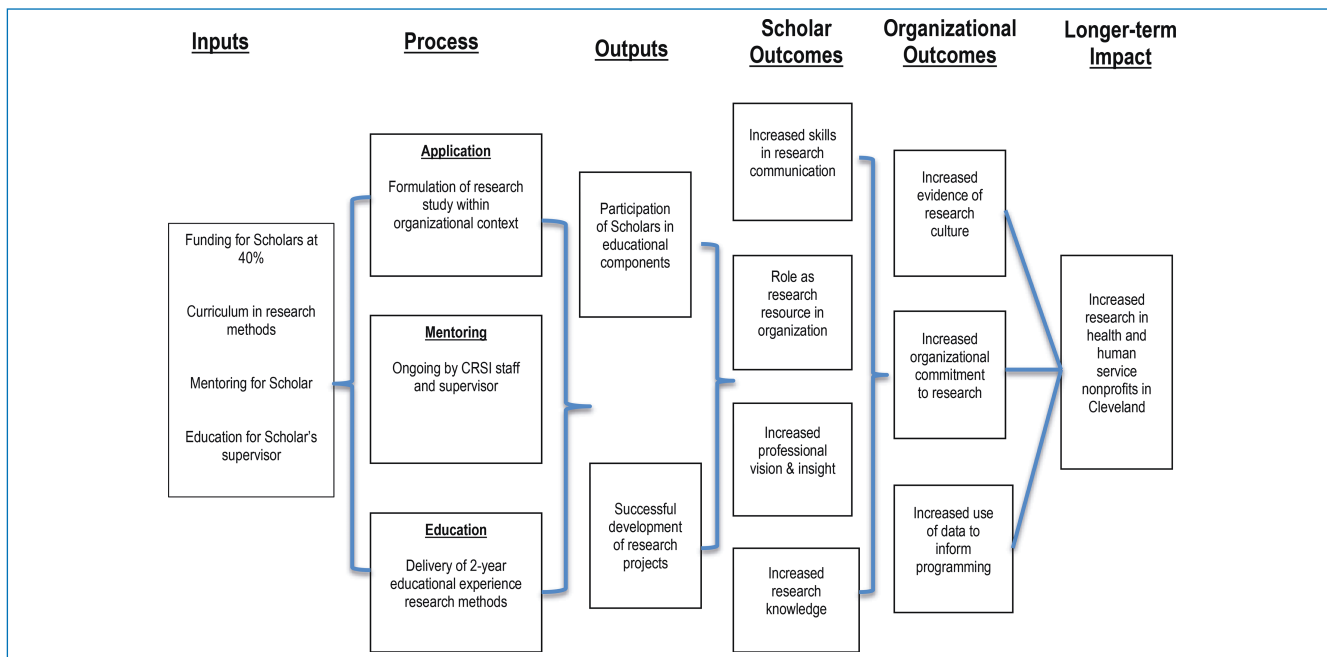 Inputs
Process
Outputs
Scholar
Outcomes
Organizational
Outcomes
Longer-term
Impact
Funding for Scholars at
40%
Curriculum in research
methods
Mentoring for Scholar
Education for Scholar's
supervisor
Application
Formulation of research
study within
organizational context
Mentoring
Ongoing by CRSI staff
and supervisor
Education
Delivery of 2-year
educational experience
research methods
Participation
of Scholars in
educational
components
Successful
development
of research
projects
Increased skills
in research
communication
Role as
research
resource in
organization
Increased
professional
vision & insight
Increased
research
knowledge
Increased
evidence of
research
culture
Increased
organizational
commitment
to research
Increased use
of data to
inform
programming
Increased
research in
health and
human
service
nonprofits in
Cleveland